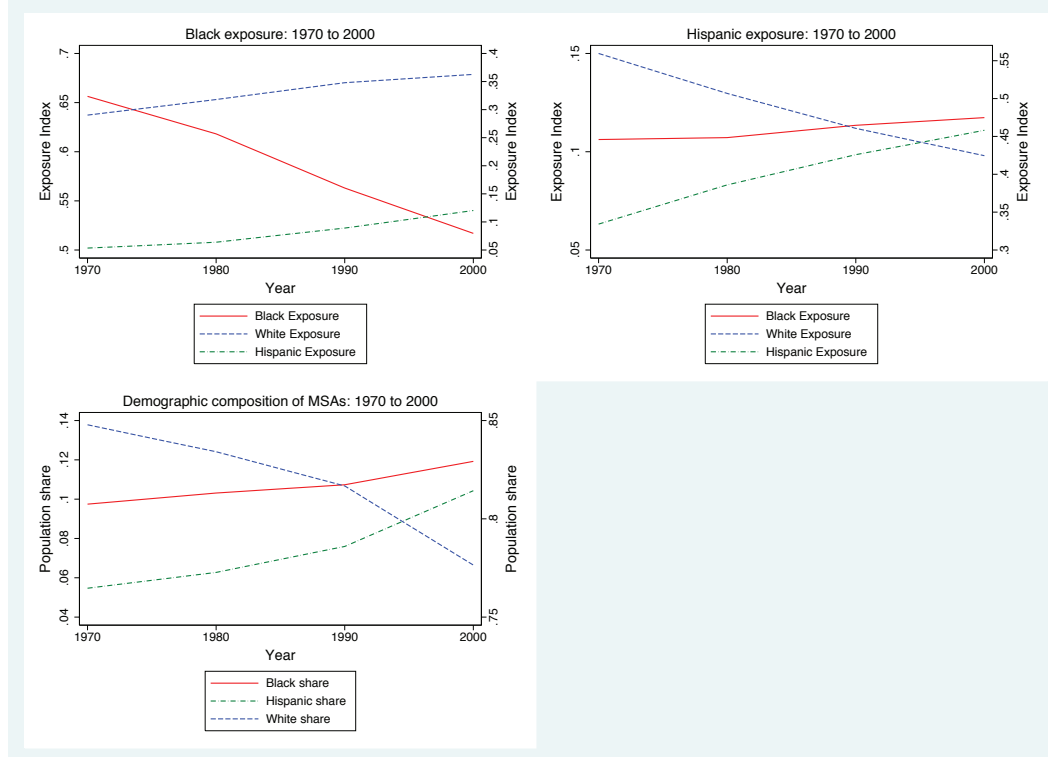 Black exposure: 1970 to 2000
.7
.65
.6
.55
.5
Exposure Index
.4
.35
.3
.25
.2
.15
.1
.05
Exposure Index
1970 1980 1990 2000
Year
Black Exposure
White Exposure
Hispanic Exposure
Hispanic exposure: 1970 to 2000
.15
.1
.05
Exposure Index
.55
.5
.45
.4
.35
.3
Exposure Index
1970 1980 1990 2000
Year
Black Exposure
White Exposure
Hispanic Exposure
Demographic composition of MSAs: 1970 to 2000
.14
.12
.1
.08
.06
.04
Population share
.85
.8
.75
Population share
1970 1980 1990 2000
Year
Black share
Hispanic share
White share